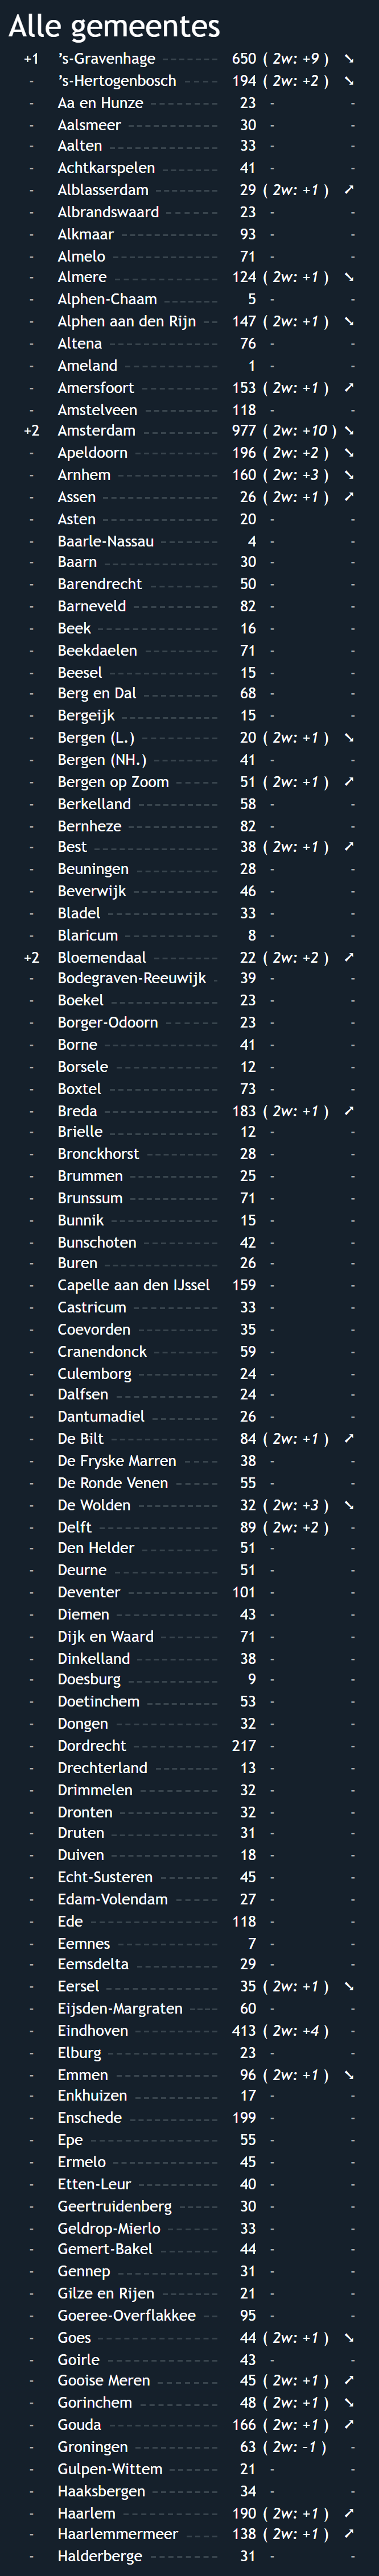 Alle gemeentes
+1 ’s-Gravenhage 650 ( 2w: +9 ) ➘
- ’s-Hertogenbosch 194 ( 2w: +2 ) ➘
- Aa en Hunze 23 - -
- Aalsmeer 30 - -
- Aalten 33 - -
- Achtkarspelen 41 - -
- Alblasserdam 29 ( 2w: +1 ) ➚
- Albrandswaard 23 - -
- Alkmaar 93 - -
- Almelo 71 - -
- Almere 124 ( 2w: +1 ) ➘
- Alphen-Chaam 5 - -
- Alphen aan den Rijn 147 ( 2w: +1 ) ➘
- Altena 76 - -
- Ameland 1 - -
- Amersfoort 153 ( 2w: +1 ) ➚
- Amstelveen 118 - -
+2 Amsterdam 977 ( 2w: +10 ) ➘
- Apeldoorn 196 ( 2w: +2 ) ➘
- Arnhem 160 ( 2w: +3 ) ➘
- Assen 26 ( 2w: +1 ) ➚
- Asten 20 - -
- Baarle-Nassau 4 - -
- Baarn 30 - -
- Barendrecht 50 - -
- Barneveld 82 - -
- Beek 16 - -
- Beekdaelen 71 - -
- Beesel 15 - -
- Berg en Dal 68 - -
- Bergeijk 15 - -
- Bergen (L.) 20 ( 2w: +1 ) ➘
- Bergen (NH.) 41 - -
- Bergen op Zoom 51 ( 2w: +1 ) ➚
- Berkelland 58 - -
- Bernheze 82 - -
- Best 38 ( 2w: +1 ) ➚
- Beuningen 28 - -
- Beverwijk 46 - -
- Bladel 33 - -
- Blaricum 8 - -
+2 Bloemendaal 22 ( 2w: +2 ) ➚
- Bodegraven-Reeuwijk 39 - -
- Boekel 23 - -
- Borger-Odoorn 23 - -
- Borne 41 - -
- Borsele 12 - -
- Boxtel 73 - -
- Breda 183 ( 2w: +1 ) ➚
- Brielle 12 - -
- Bronckhorst 28 - -
- Brummen 25 - -
- Brunssum 71 - -
- Bunnik 15 - -
- Bunschoten 42 - -
- Buren 26 - -
- Capelle aan den IJssel 159 - -
- Castricum 33 - -
- Coevorden 35 - -
- Cranendonck 59 - -
- Culemborg 24 - -
- Dalfsen 24 - -
- Dantumadiel 26 - -
- De Bilt 84 ( 2w: +1 ) ➚
- De Fryske Marren 38 - -
- De Ronde Venen 55 - -
- De Wolden 32 ( 2w: +3 ) ➘
- Delft 89 ( 2w: +2 ) -
- Den Helder 51 - -
- Deurne 51 - -
- Deventer 101 - -
- Diemen 43 - -
- Dijk en Waard 71 - -
- Dinkelland 38 - -
- Doesburg 9 - -
- Doetinchem 53 - -
- Dongen 32 - -
- Dordrecht 217 - -
- Drechterland 13 - -
- Drimmelen 32 - -
- Dronten 32 - -
- Druten 31 - -
- Duiven 18 - -
- Echt-Susteren 45 - -
- Edam-Volendam 27 - -
- Ede 118 - -
- Eemnes 7 - -
- Eemsdelta 29 - -
- Eersel 35 ( 2w: +1 ) ➘
- Eijsden-Margraten 60 - -
- Eindhoven 413 ( 2w: +4 ) -
- Elburg 23 - -
- Emmen 96 ( 2w: +1 ) ➘
- Enkhuizen 17 - -
- Enschede 199 - -
- Epe 55 - -
- Ermelo 45 - -
- Etten-Leur 40 - -
- Geertruidenberg 30 - -
- Geldrop-Mierlo 33 - -
- Gemert-Bakel 44 - -
- Gennep 31 - -
- Gilze en Rijen 21 - -
- Goeree-Overflakkee 95 - -
- Goes 44 ( 2w: +1 ) ➘
- Goirle 43 - -
- Gooise Meren 45 ( 2w: +1 ) ➚
- Gorinchem 48 ( 2w: +1 ) ➘
- Gouda 166 ( 2w: +1 ) ➚
- Groningen 63 ( 2w: -1 ) -
- Gulpen-Wittem 21 - -
- Haaksbergen 34 - -
- Haarlem 190 ( 2w: +1 ) ➚
- Haarlemmermeer 138 ( 2w: +1 ) ➚
- Halderberge 31 - -